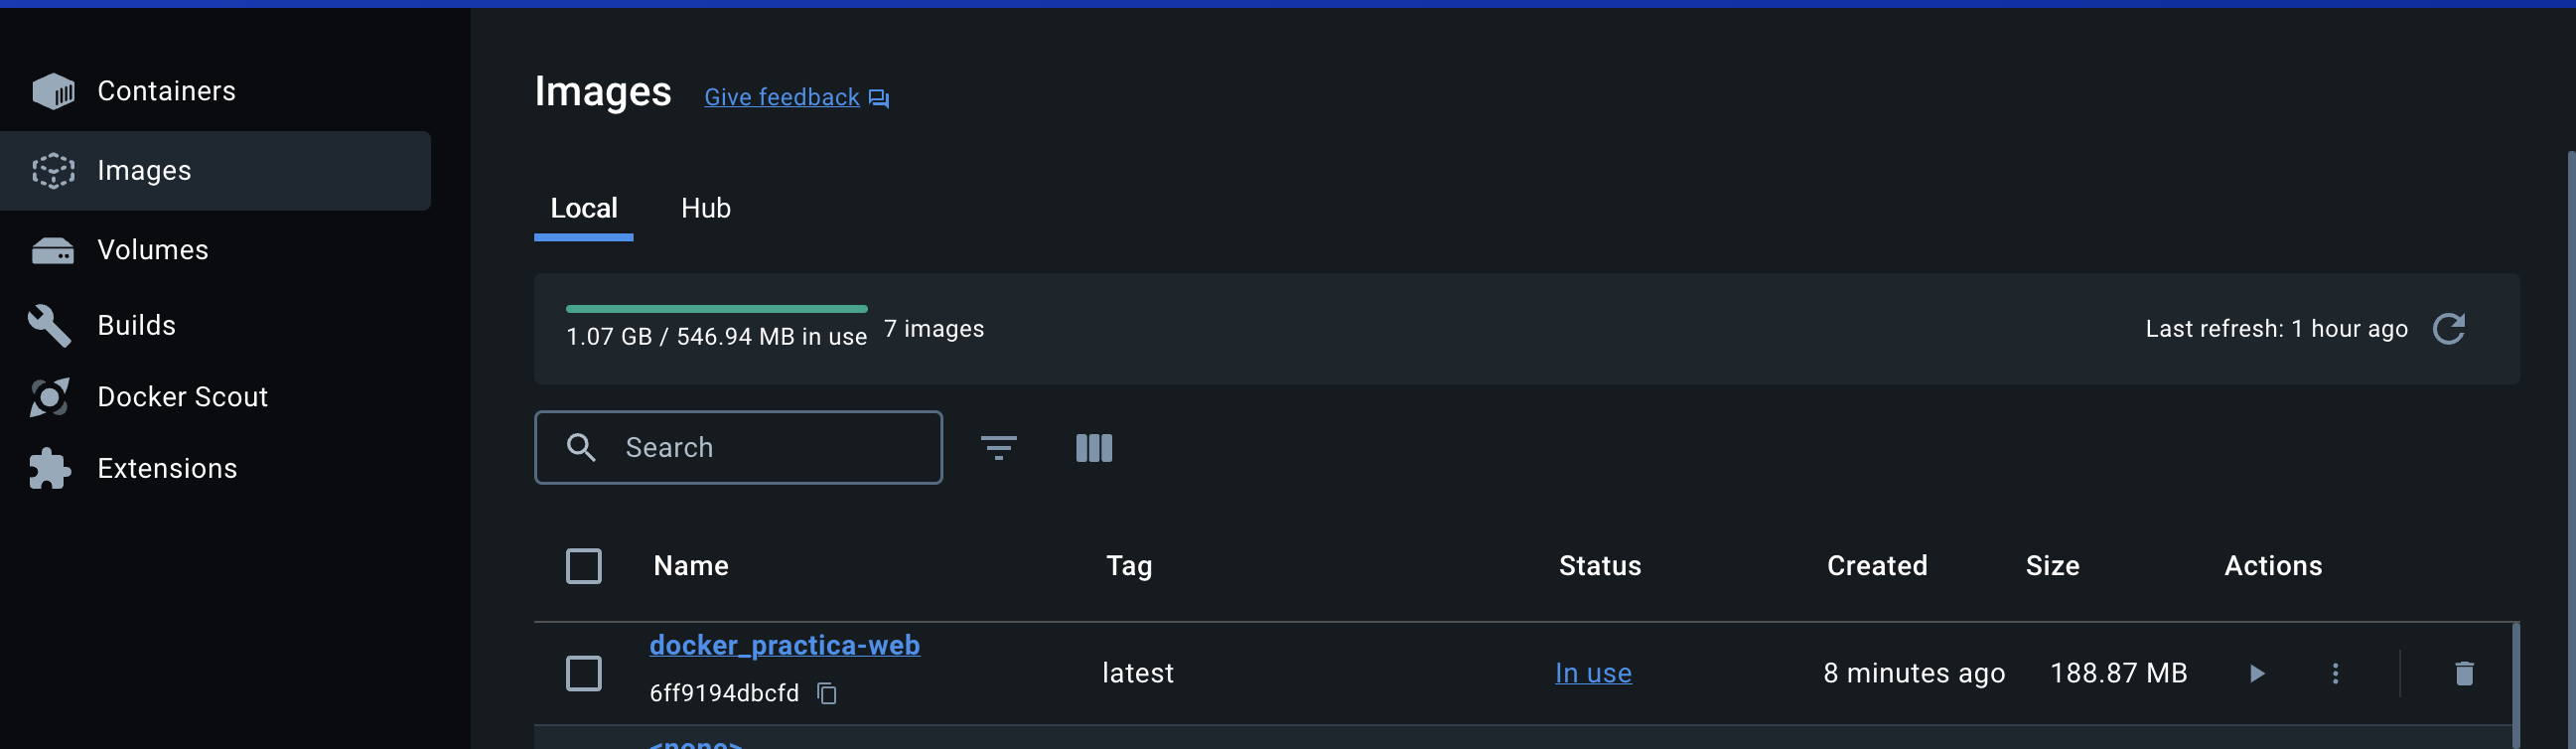 Containers
Images
Volumes
Builds
Docker Scout
Extensions
Images
Give feedback
Local
Hub
1.07 GB / 546.94 MB in use
7 images
Last refresh: 1 hour ago
Search
Name Tag Status Created Size Actions
docker_practica-web
6ff9194dbcfd
latest In use 8 minutes ago 188.87 MB
<none>